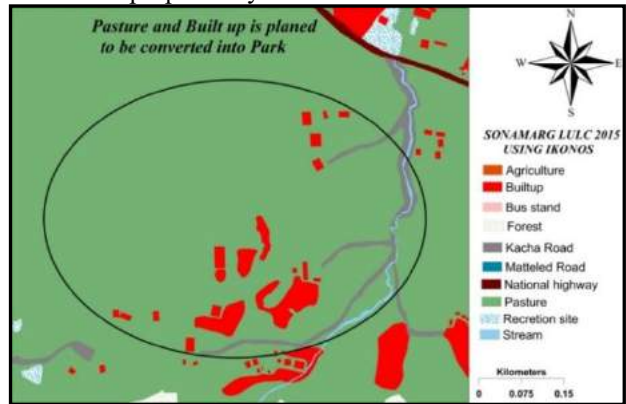 Pasture and Built up is planed
to be converted into Park
N
W
E
S
SONAMARG LULC 2015
USING IKONOS
Agriculture
Builtup
Bus stand
Forest
Kacha Road
Matteled Road
National highway
Pasture
Recretion site
Stream
Kilometers
0 0.075 0.15